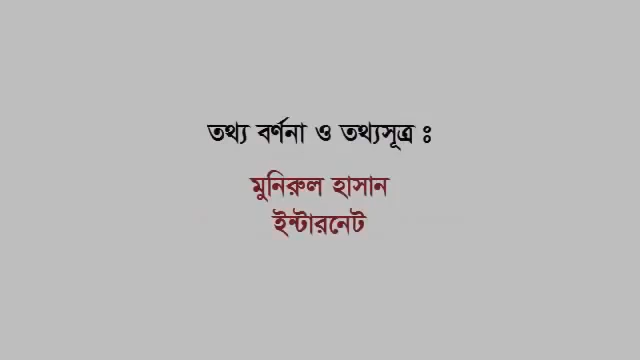 তথ্য বর্ণনা ও তথ্যসূত্র ঃ
মুনিরুল হাসান
ইন্টারনেট